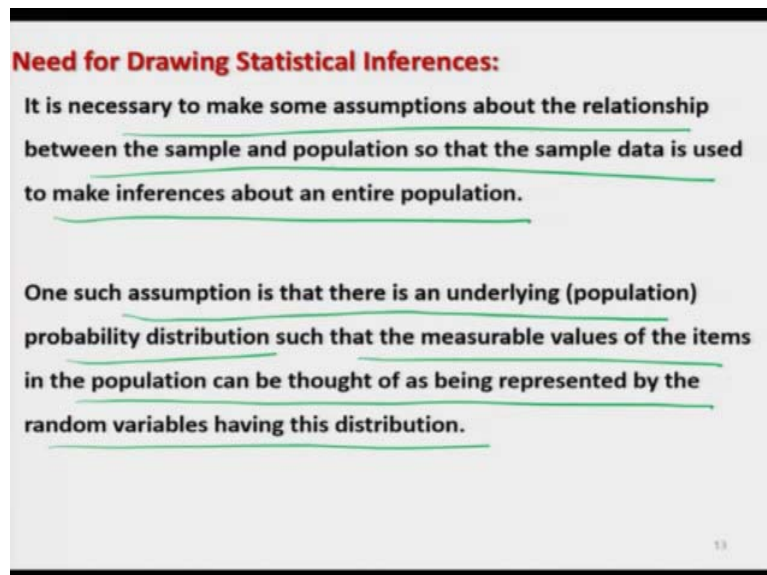 Need for Drawing Statistical Inferences:
It is necessary to make some assumptions about the relationship
between the sample and population so that the sample data is used
to make inferences about an entire population.
One such assumption is that there is an underlying (population)
probability distribution such that the measurable values of the items
in the population can be thought of as being represented by the
random variables having this distribution.
13